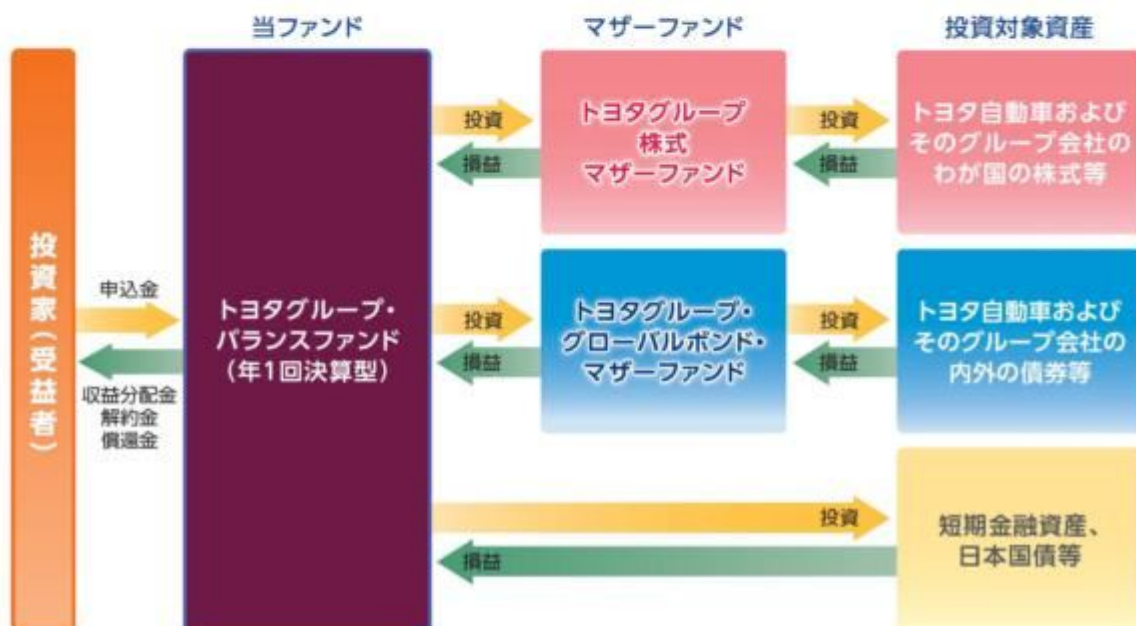 当ファンド
マザーファンド
投資対象資産
投資家(受益者)
申込金
収益分配金
解約金
償還金
トヨタグループ・
バランスファンド
(年1回決算型)
投資
損益
トヨタグループ
株式
マザーファンド
投資
損益
トヨタ自動車および
そのグループ会社の
わが国の株式等
投資
損益
トヨタグループ・
グローバルボンド・
マザーファンド
投資
損益
トヨタ自動車および
そのグループ会社の
内外の債券等
投資
損益
短期金融資産、
日本国債等